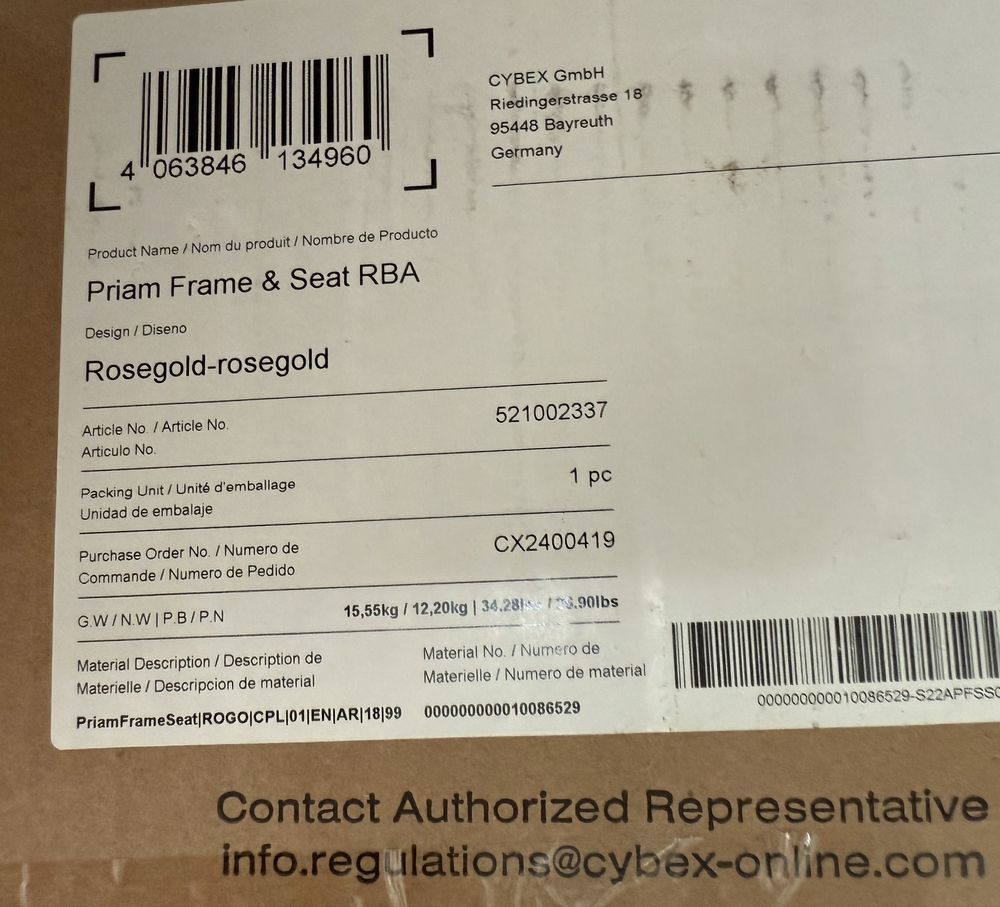 4 063846 134960
CYBEX GmbH
Riedingerstrasse 18
95448 Bayreuth
Germany
Product Name / Nom du produit / Nombre de Producto
Priam Frame & Seat RBA
Design / Diseno
Rosegold-rosegold
Article No. / Article No.
Articulo No.
521002337
Packing Unit / Unité d'emballage
Unidad de embalaje
1 pc
Purchase Order No. / Numero de
Commande / Numero de Pedido
CX2400419
G.W / N.W | P.B / P.N
15,55kg / 12,20kg |
Material Description / Description de
Materielle / Descripcion de material
PriamFrameSeat|ROGO|CPL|01|EN|AR|18|99
Material No. / Numero de
Materielle / Numero de material
000000000010086529
000000000010086529-S22APFSS
Contact Authorized Representative
info.regulations@cybex-online.com